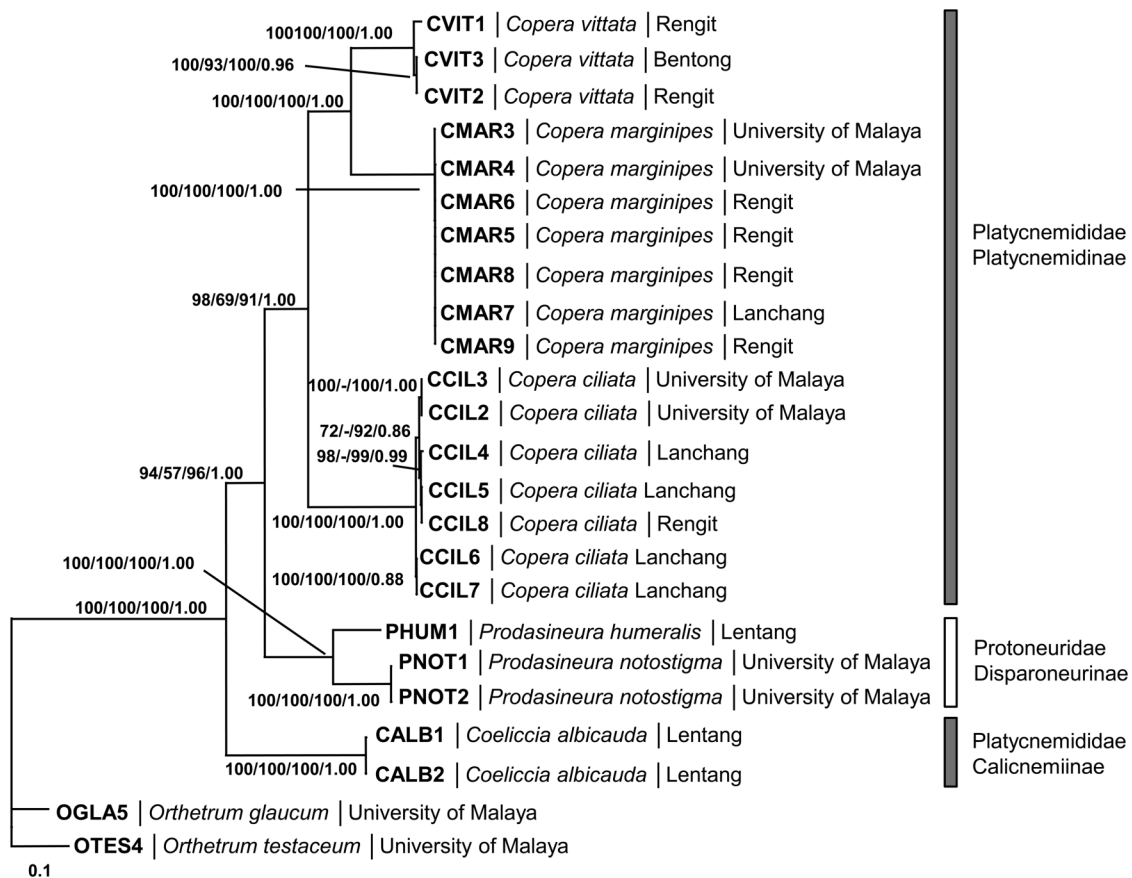 CVIT1 | Copera vittata | Rengit
100100/100/1.00
CVIT3 | Copera vittata | Bentong
100/93/100/0.96
CVIT2 | Copera vittata | Rengit
100/100/100/1.00
CMAR3 | Copera marginipes | University of Malaya
CMAR4 | Copera marginipes | University of Malaya
100/100/100/1.00
CMAR6 | Copera marginipes | Rengit
CMAR5 | Copera marginipes | Rengit
Platycnemididae
Platycnemidinae
CMAR8 | Copera marginipes | Rengit
98/69/91/1.00
CMAR7 | Copera marginipes | Lanchang
CMAR9 | Copera marginipes | Rengit
100/-/100/1.00
CCIL3 | Copera ciliata | University of Malaya
CCIL2 | Copera ciliata | University of Malaya
72/-/92/0.86
98/-/99/0.99
CCIL4 | Copera ciliata | Lanchang
94/57/96/1.00
CCIL5 | Copera ciliata Lanchang
100/100/100/1.00
CCIL8 | Copera ciliata | Rengit
CCIL6 | Copera ciliata Lanchang
100/100/100/1.00
100/100/100/0.88
CCIL7 | Copera ciliata Lanchang
100/100/100/1.00
PHUM1 | Prodasineura humeralis | Lentang
Protoneuridae
Disparoneurinae
PNOT1 | Prodasineura notostigma | University of Malaya
100/100/100/1.00
PNOT2 | Prodasineura notostigma | University of Malaya
CALB1 | Coeliccia albicauda | Lentang
Platycnemididae
Calicnemiinae
100/100/100/1.00
CALB2 | Coeliccia albicauda | Lentang
OGLA5 | Orthetrum glaucum | University of Malaya
OTES4 | Orthetrum testaceum | University of Malaya
0.1